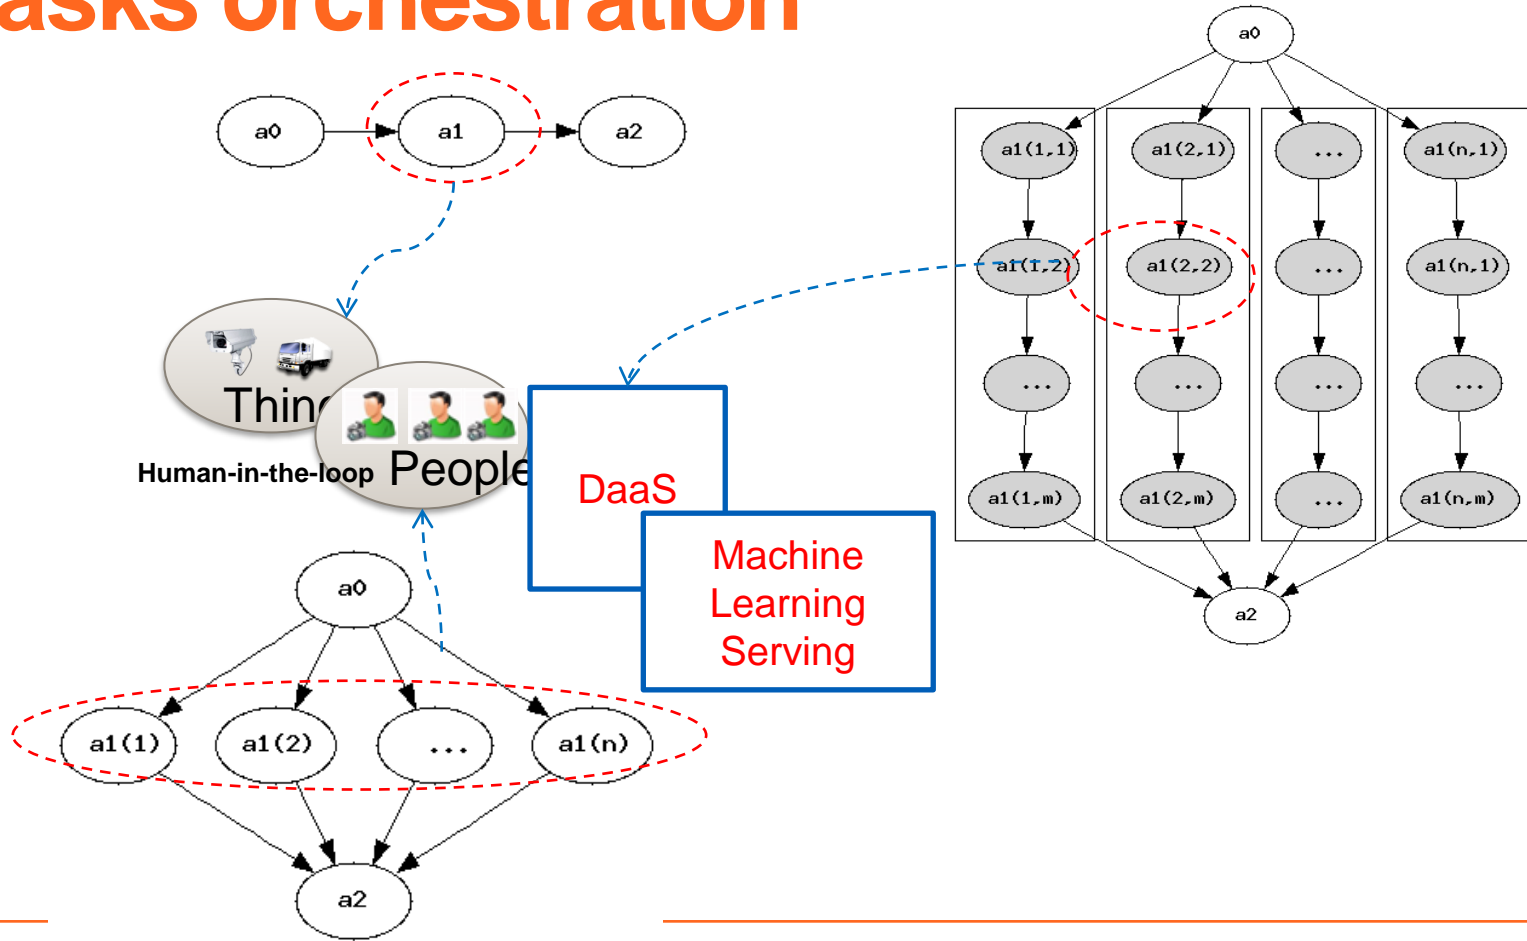 asks orchestration
a0 a1 a2
a0
a1(1,1) a1(2,1) ... a1(n,1)
a1(1,2) a1(2,2) ... a1(n,1)
... ... ... ...
a1(1,m) a1(2,m) ... a1(n,m)
a2
Thing
Human-in-the-loop People
DaaS
Machine
Learning
Serving
a0
a1(1) a1(2) ... a1(n)
a2